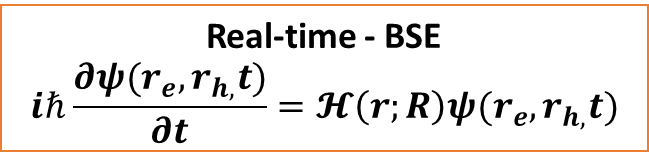 Real-time - BSE
iℏ ∂ψ(r_e, r_h, t) / ∂t = ℋ(r; R)ψ(r_e, r_h, t)